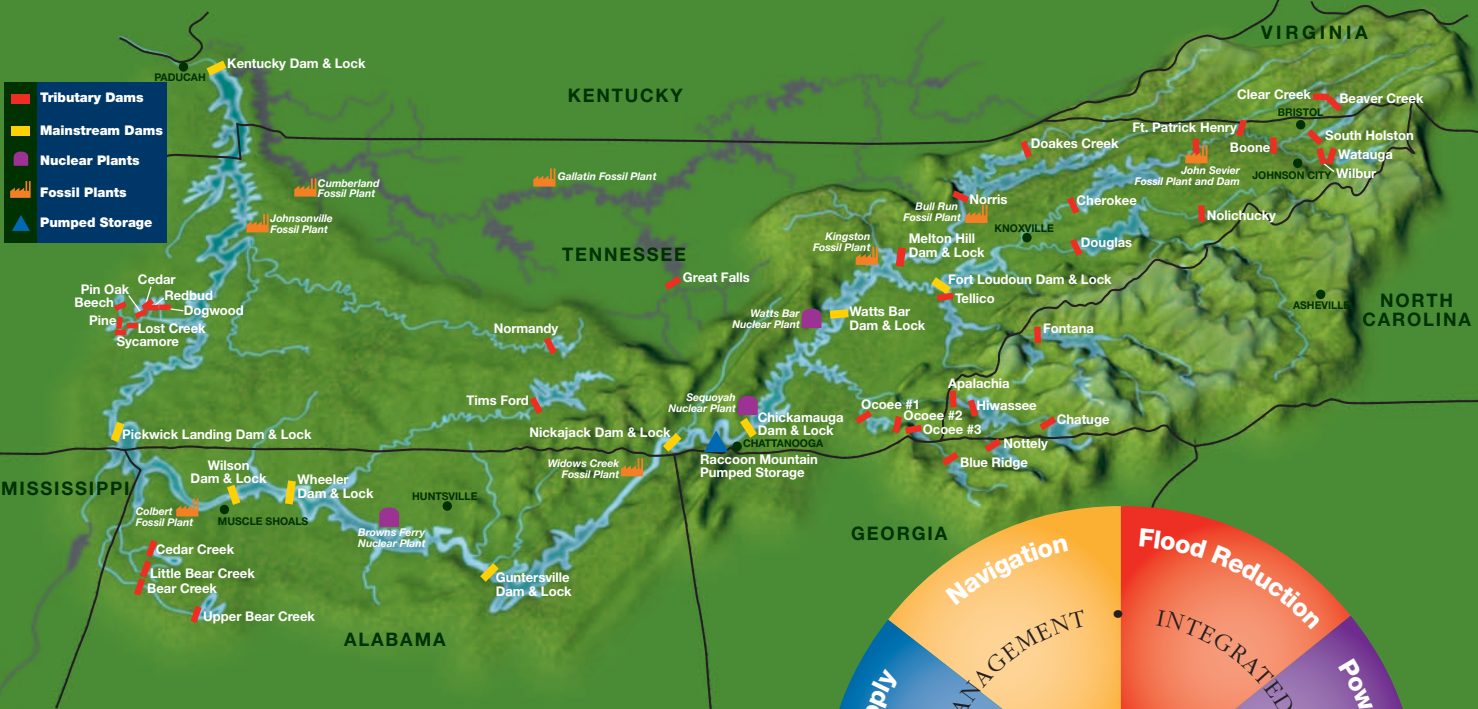 VIRGINIA
Kentucky Dam & Lock
PADUCAH
KENTUCKY
Tributary Dams
Mainstream Dams
Nuclear Plants
Fossil Plants
Pumped Storage
Clear Creek
Beaver Creek
BRISTOL
Ft. Patrick Henry
South Holston
Boone
Watauga
JOHNSON CITY
Wilbur
Doakes Creek
John Sevier
Fossil Plant and Dam
Cumberland
Fossil Plant
Gallatin Fossil Plant
Johnsonville
Fossil Plant
Norris
Bull Run
Fossil Plant
Cherokee
Nolichucky
KNOXVILLE
Kingston
Fossil Plant
Melton Hill
Dam & Lock
Douglas
TENNESSEE
Great Falls
Fort Loudoun Dam & Lock
Tellico
ASHEVILLE
NORTH
CAROLINA
Cedar
Pin Oak
Redbud
Beech
Dogwood
Pine
Lost Creek
Sycamore
Watts Bar
Nuclear Plant
Watts Bar
Dam & Lock
Normandy
Fontana
Tims Ford
Sequoyah
Nuclear Plant
Chickamauga
Dam & Lock
CHATTANOOGA
Apalachia
Ocoee #1
Hiwassee
Ocoee #2
Ocoee #3
Chatuge
Nottely
Blue Ridge
Pickwick Landing Dam & Lock
Nickajack Dam & Lock
Raccoon Mountain
Pumped Storage
Widows Creek
Fossil Plant
MISSISSIPPI
Wilson
Dam & Lock
Wheeler
Dam & Lock
HUNTSVILLE
Colbert
Fossil Plant
MUSCLE SHOALS
Browns Ferry
Nuclear Plant
GEORGIA
Cedar Creek
Little Bear Creek
Bear Creek
Upper Bear Creek
Guntersville
Dam & Lock
ALABAMA
Navigation
Flood Reduction
ANAGEMENT
INTEGRATED
pply
Pow